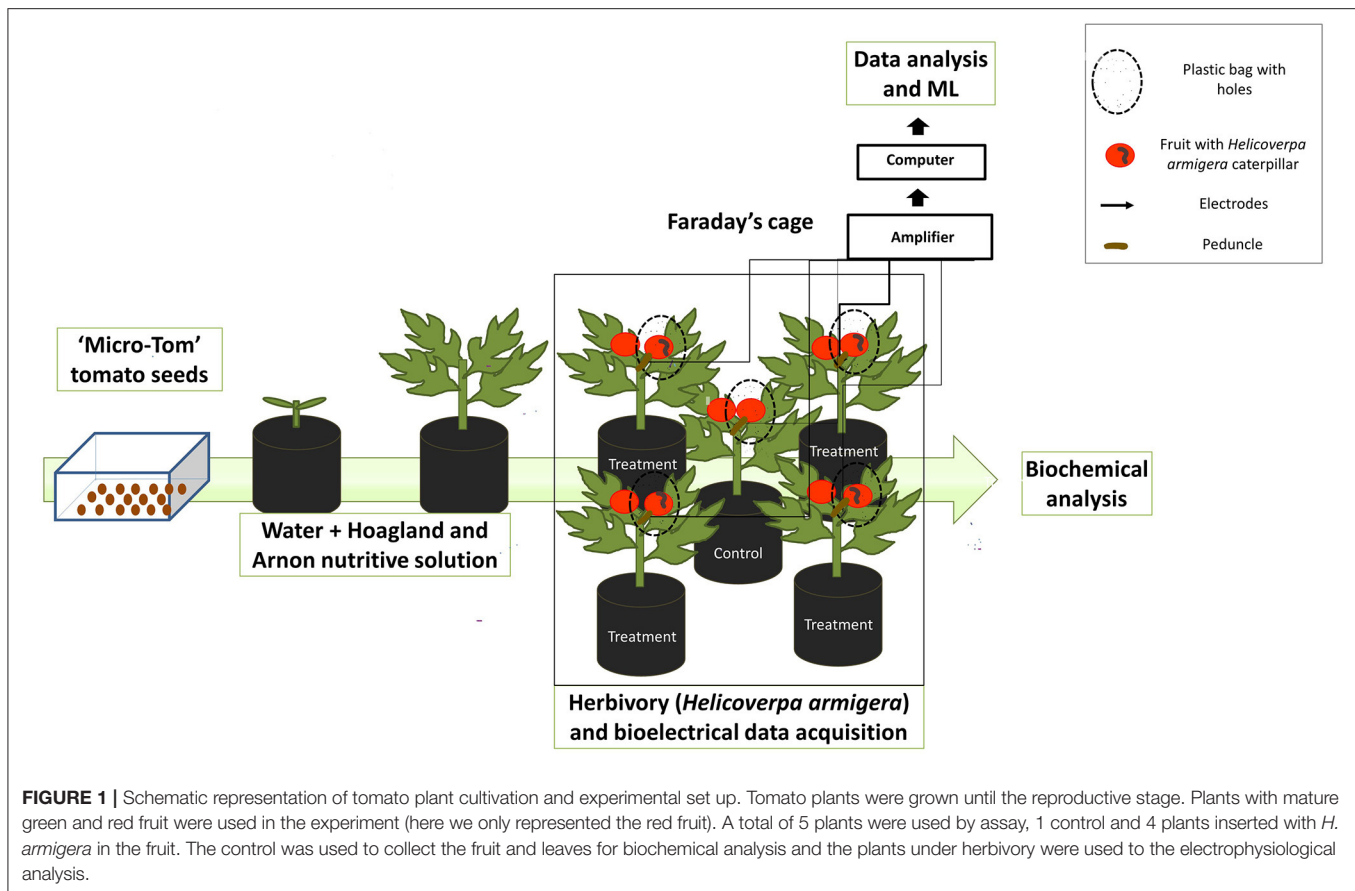 Data analysis
and ML
Computer
Faraday's cage
Amplifier
Plastic bag with
holes
Fruit with Helicoverpa
armigera caterpillar
Electrodes
Peduncle
'Micro-Tom'
tomato seeds
Water + Hoagland and
Arnon nutritive solution
Treatment
Treatment
Control
Treatment
Treatment
Biochemical
analysis
Herbivory (Helicoverpa armigera)
and bioelectrical data acquisition
FIGURE 1 | Schematic representation of tomato plant cultivation and experimental set up. Tomato plants were grown until the reproductive stage. Plants with mature
green and red fruit were used in the experiment (here we only represented the red fruit). A total of 5 plants were used by assay, 1 control and 4 plants inserted with H.
armigera in the fruit. The control was used to collect the fruit and leaves for biochemical analysis and the plants under herbivory were used to the electrophysiological
analysis.